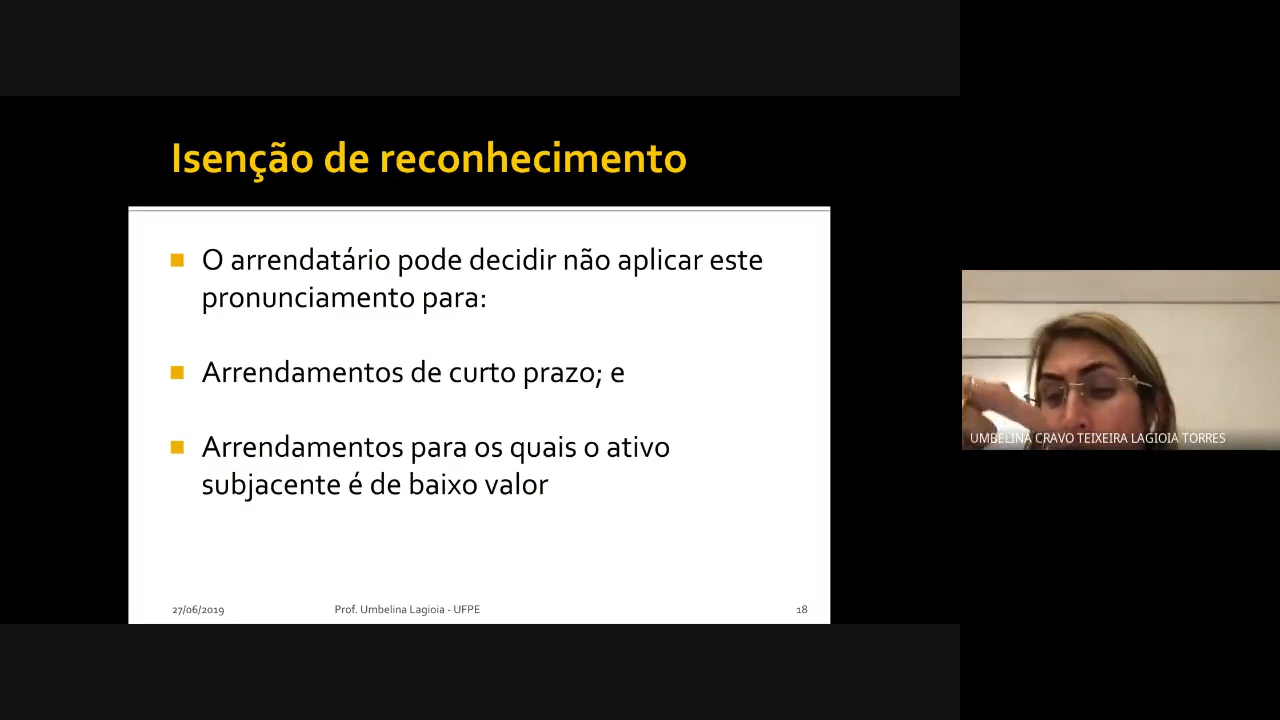 Isenção de reconhecimento
O arrendatário pode decidir não aplicar este
pronunciamento para:
Arrendamentos de curto prazo; e
Arrendamentos para os quais o ativo
subjacente é de baixo valor
27/06/2019
Prof. Umbelina Lagioia - UFPE
18
UMBELINA CRAVO TEIXEIRA LAGIOIA TORRES